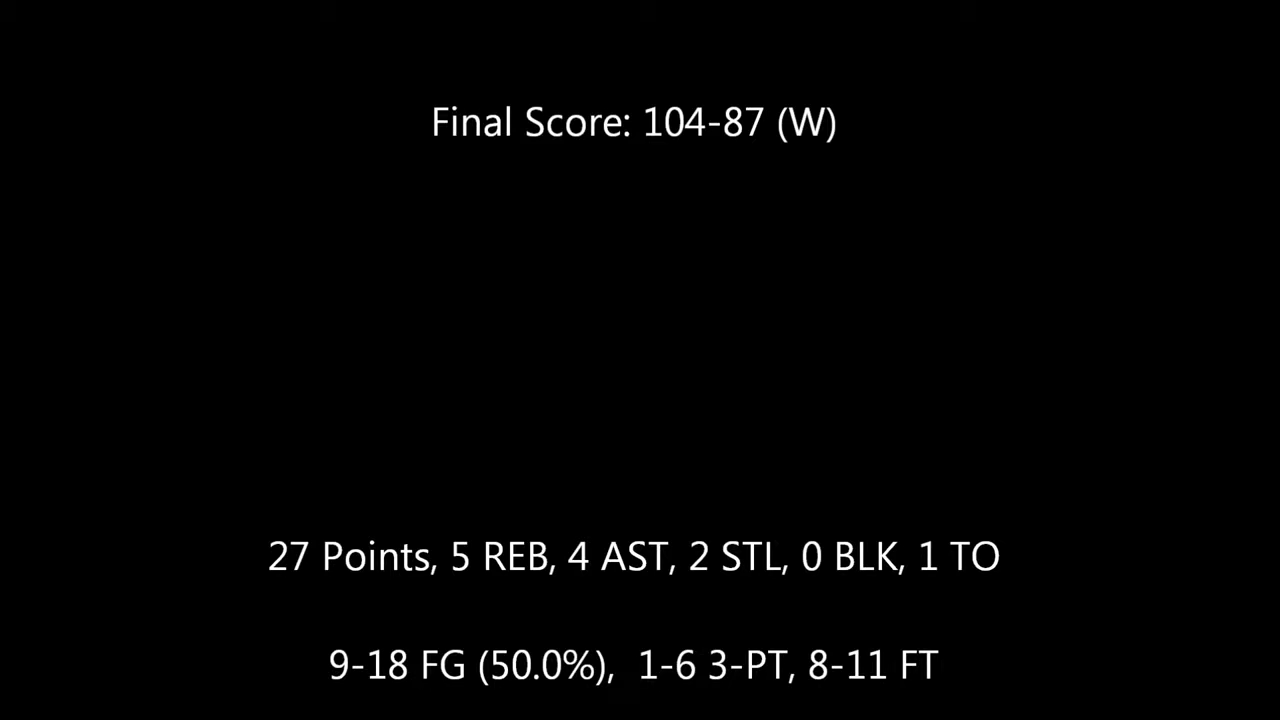 Final Score: 104-87 (W)
27 Points, 5 REB, 4 AST, 2 STL, 0 BLK, 1 TO
9-18 FG (50.0%),  1-6 3-PT, 8-11 FT